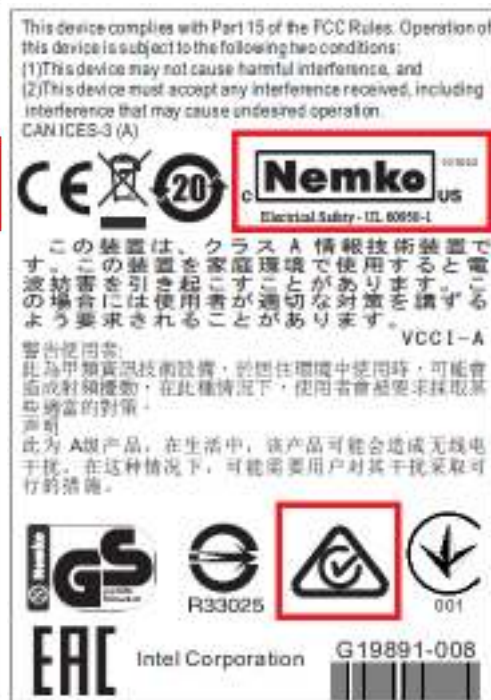 This device complies with Part 15 of the FCC Rules. Operation of
this device is subject to the following two conditions:
(1)This device may not cause harmful interference, and
(2)This device must accept any interference received, including
interference that may cause undesired operation.
CAN ICES-3 (A)
CE 20 c Nemko US
Electrical Safety - UL 60950-1
この装置は、クラス A 情報技術装置で
す。この装置を家庭環境で使用すると電
波妨害を引き起こすことがあります。こ
の場合には使用者が適切な対策を講ずる
よう要求されることがあります。
VCCI-A
警告使用者:
此為甲類資訊技術設備，於居住環境中使用時，可能會
造成射頻擾動，在此種情況下，使用者會被要求採取某
些適當的對策。
声明
此为 A级产品，在生活中，该产品可能会造成无线电
干扰。在这种情况下，可能需要用户对其干扰采取可
行的措施。
Nemko GS
R33025
001
EAC Intel Corporation G19891-008